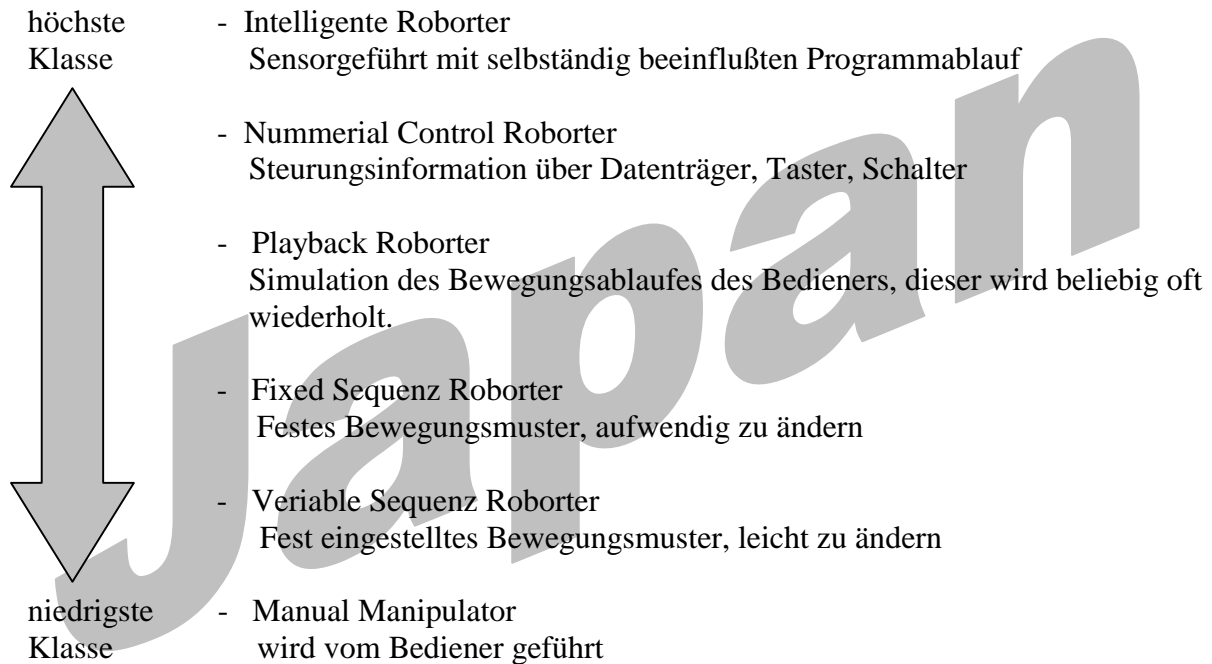 höchste - Intelligente Roborter
Klasse Sensorgeführt mit selbständig beeinflußten Programmablauf
- Nummerial Control Roborter
Steurungsinformation über Datenträger, Taster, Schalter
- Playback Roborter
Simulation des Bewegungsablaufes des Bedieners, dieser wird beliebig oft
wiederholt.
- Fixed Sequenz Roborter
Festes Bewegungsmuster, aufwendig zu ändern
- Veriable Sequenz Roborter
Fest eingestelltes Bewegungsmuster, leicht zu ändern
niedrigste - Manual Manipulator
Klasse wird vom Bediener geführt
Japan